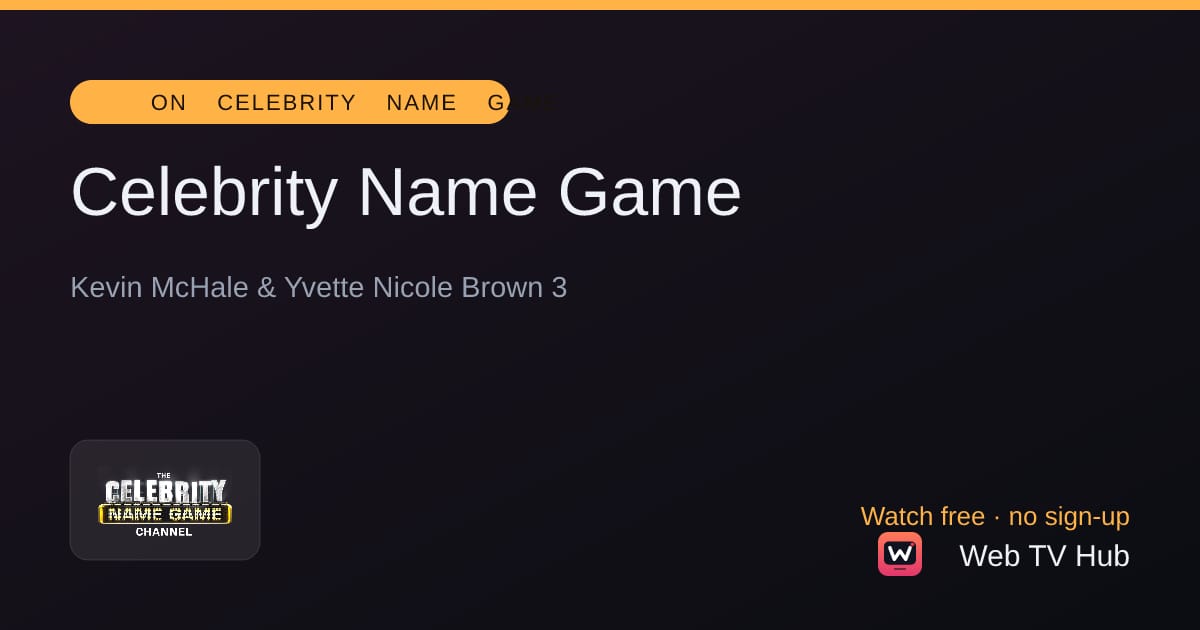 ON CELEBRITY NAME GAME
Celebrity Name Game
Kevin McHale & Yvette Nicole Brown 3
THE
CELEBRITY
NAME GAME
CHANNEL
Watch free · no sign-up
W
Web TV Hub